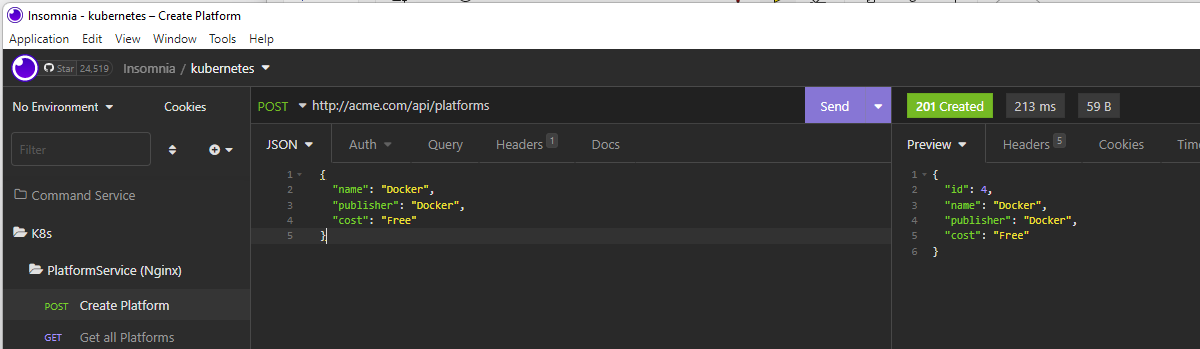 Insomnia - kubernetes – Create Platform
Application Edit View Window Tools Help
Star 24,519 Insomnia / kubernetes
No Environment Cookies
POST http://acme.com/api/platforms Send
201 Created 213 ms 59 B
Filter
JSON Auth Query Headers 1 Docs
Preview Headers 5 Cookies
Command Service
K8s
PlatformService (Nginx)
POST Create Platform
GET Get all Platforms
1 {
2 "name": "Docker",
3 "publisher": "Docker",
4 "cost": "Free"
5 }
1 {
2 "id": 4,
3 "name": "Docker",
4 "publisher": "Docker",
5 "cost": "Free"
6 }